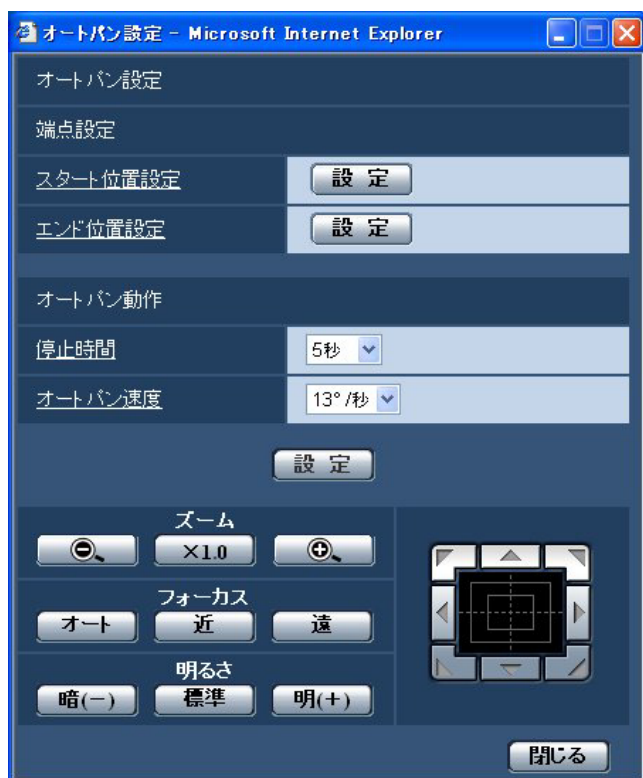 オートパン設定 - Microsoft Internet Explorer
オートパン設定
端点設定
スタート位置設定 設定
エンド位置設定 設定
オートパン動作
停止時間 5秒
オートパン速度 13°/秒
設定
ズーム
×1.0
フォーカス
オート 近 遠
明るさ
暗(－) 標準 明(＋)
閉じる